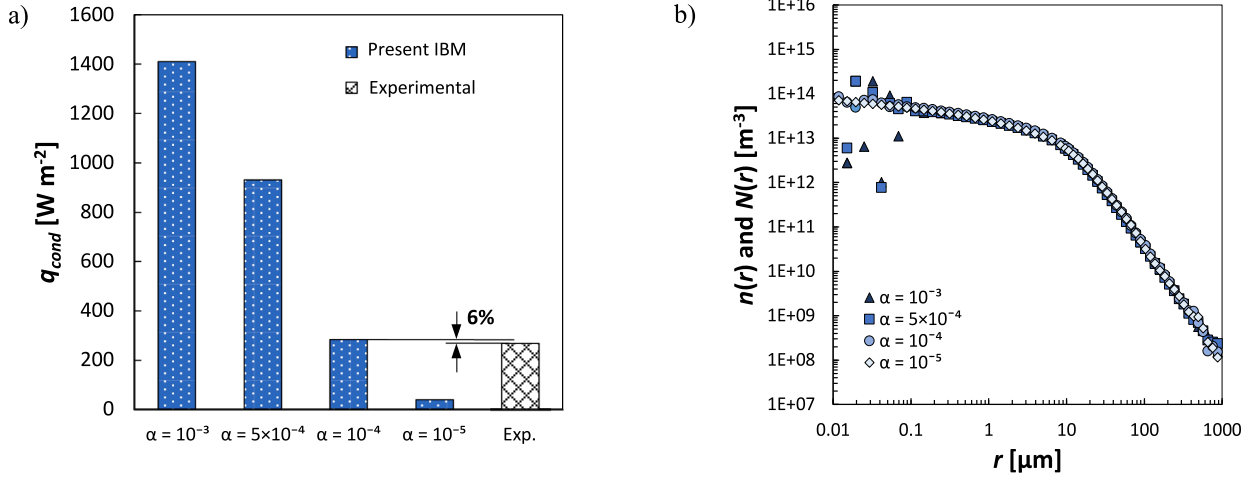 a)
1600
1400
1200
1000
800
600
400
200
0
q_cond [W m⁻²]
Present IBM
Experimental
6%
α = 10⁻³ α = 5×10⁻⁴ α = 10⁻⁴ α = 10⁻⁵ Exp.
b)
1E+16
1E+15
1E+14
1E+13
1E+12
1E+11
1E+10
1E+09
1E+08
1E+07
n(r) and N(r) [m⁻³]
α = 10⁻³
α = 5×10⁻⁴
α = 10⁻⁴
α = 10⁻⁵
0.01 0.1 1 10 100 1000
r [µm]